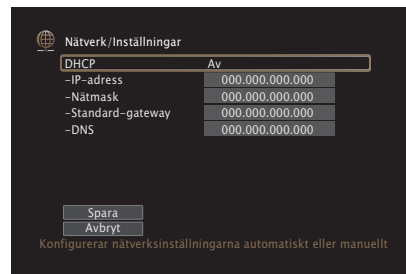 Nätverk/Inställningar
DHCP Av
-IP-adress 000.000.000.000
-Nätmask 000.000.000.000
-Standard-gateway 000.000.000.000
-DNS 000.000.000.000
Spara
Avbryt
Konfigurerar nätverksinställningarna automatiskt eller manuellt